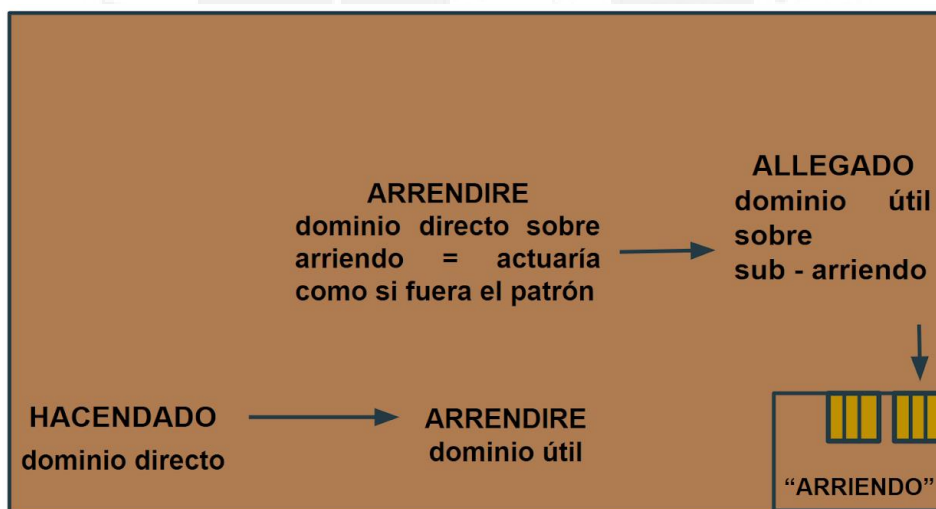 ARRENDIRE
dominio directo sobre
arriendo = actuaría
como si fuera el patrón
ALLEGADO
dominio útil
sobre
sub - arriendo
HACENDADO
dominio directo
ARRENDIRE
dominio útil
“ARRIENDO”